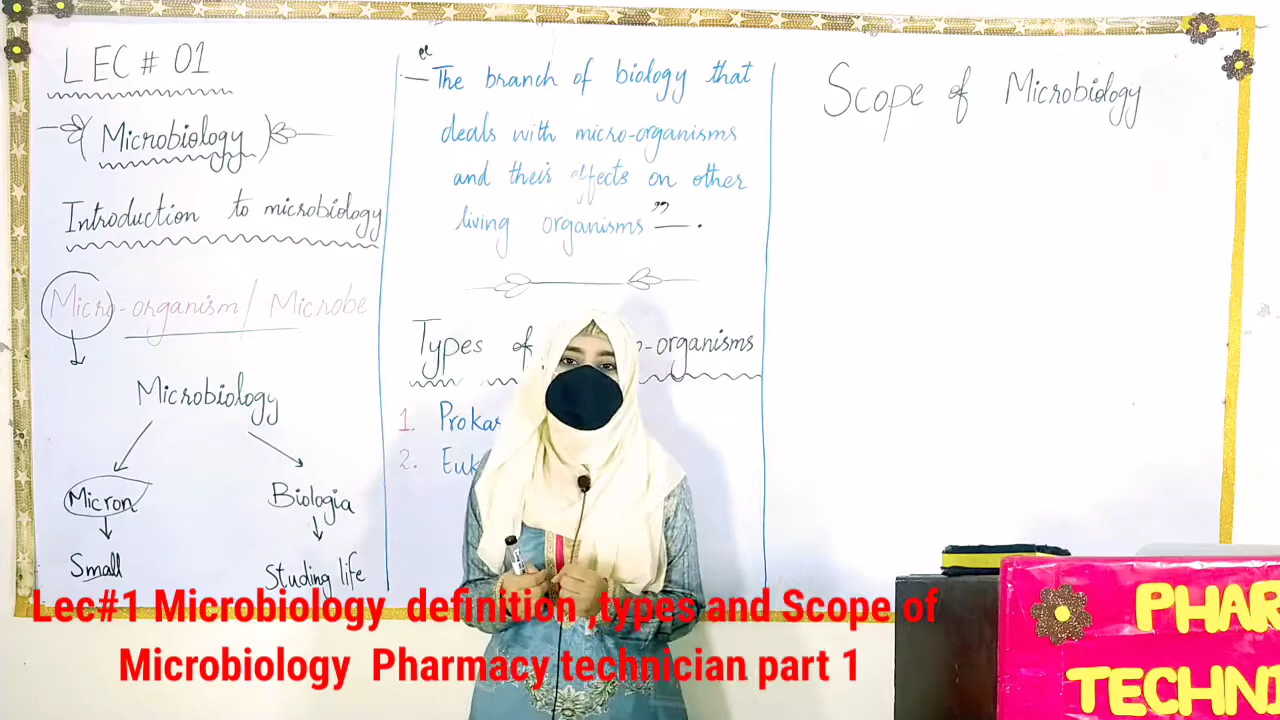 LEC # 01
Microbiology
Introduction to microbiology
Micro-organism/ Microbe
Microbiology
Micron
Biologia
Small
Studing life
“The branch of biology that
deals with micro-organisms
and their effects on other
living organisms”.
Types of o-organisms
1. Prokar
2. Euk
Scope of Microbiology
Lec#1 Microbiology definition ,types and Scope of
Microbiology Pharmacy technician part 1
PHAR
TECHNI